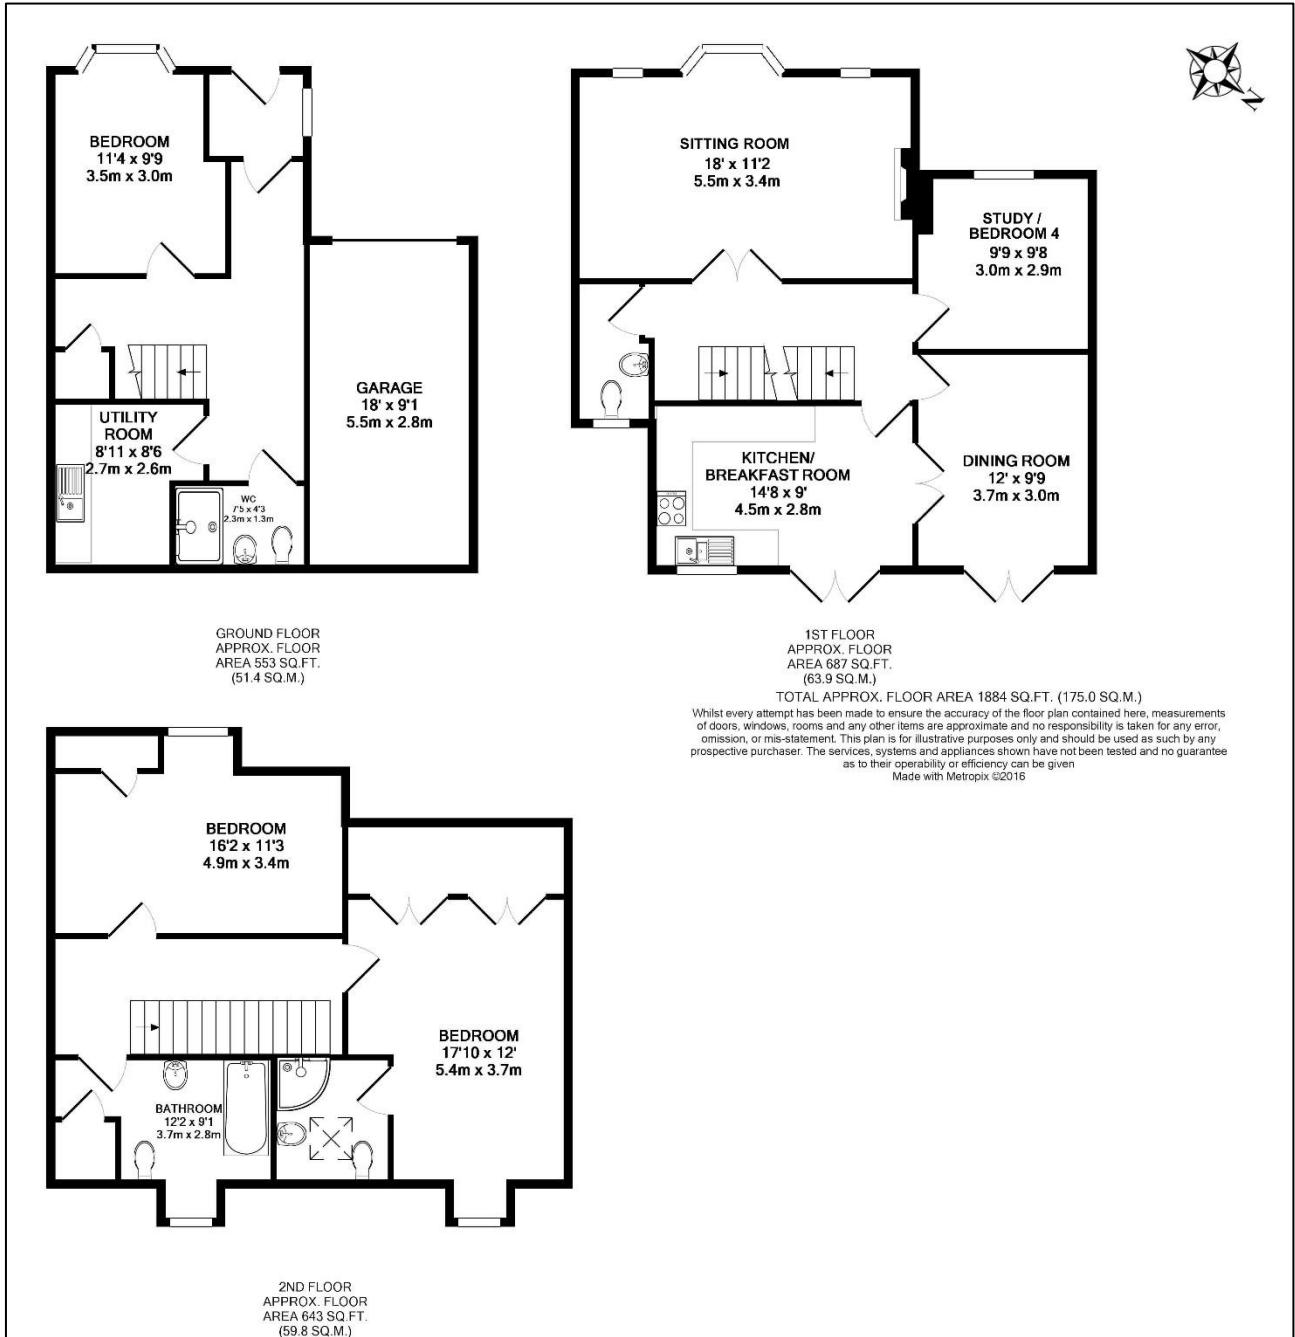 N
BEDROOM
11'4 x 9'9
3.5m x 3.0m
GARAGE
18' x 9'1
5.5m x 2.8m
UTILITY
ROOM
8'11 x 8'6
2.7m x 2.6m
WC
7'5 x 4'3
2.3m x 1.3m
GROUND FLOOR
APPROX. FLOOR
AREA 553 SQ.FT.
(51.4 SQ.M.)
SITTING ROOM
18' x 11'2
5.5m x 3.4m
STUDY /
BEDROOM 4
9'9 x 9'8
3.0m x 2.9m
KITCHEN/
BREAKFAST ROOM
14'8 x 9'
4.5m x 2.8m
DINING ROOM
12' x 9'9
3.7m x 3.0m
1ST FLOOR
APPROX. FLOOR
AREA 687 SQ.FT.
(63.9 SQ.M.)
TOTAL APPROX. FLOOR AREA 1884 SQ.FT. (175.0 SQ.M.)
Whilst every attempt has been made to ensure the accuracy of the floor plan contained here, measurements
of doors, windows, rooms and any other items are approximate and no responsibility is taken for any error,
omission, or mis-statement. This plan is for illustrative purposes only and should be used as such by any
prospective purchaser. The services, systems and appliances shown have not been tested and no guarantee
as to their operability or efficiency can be given
Made with Metropix ©2016
BEDROOM
16'2 x 11'3
4.9m x 3.4m
BEDROOM
17'10 x 12'
5.4m x 3.7m
BATHROOM
12'2 x 9'1
3.7m x 2.8m
2ND FLOOR
APPROX. FLOOR
AREA 643 SQ.FT.
(59.8 SQ.M.)